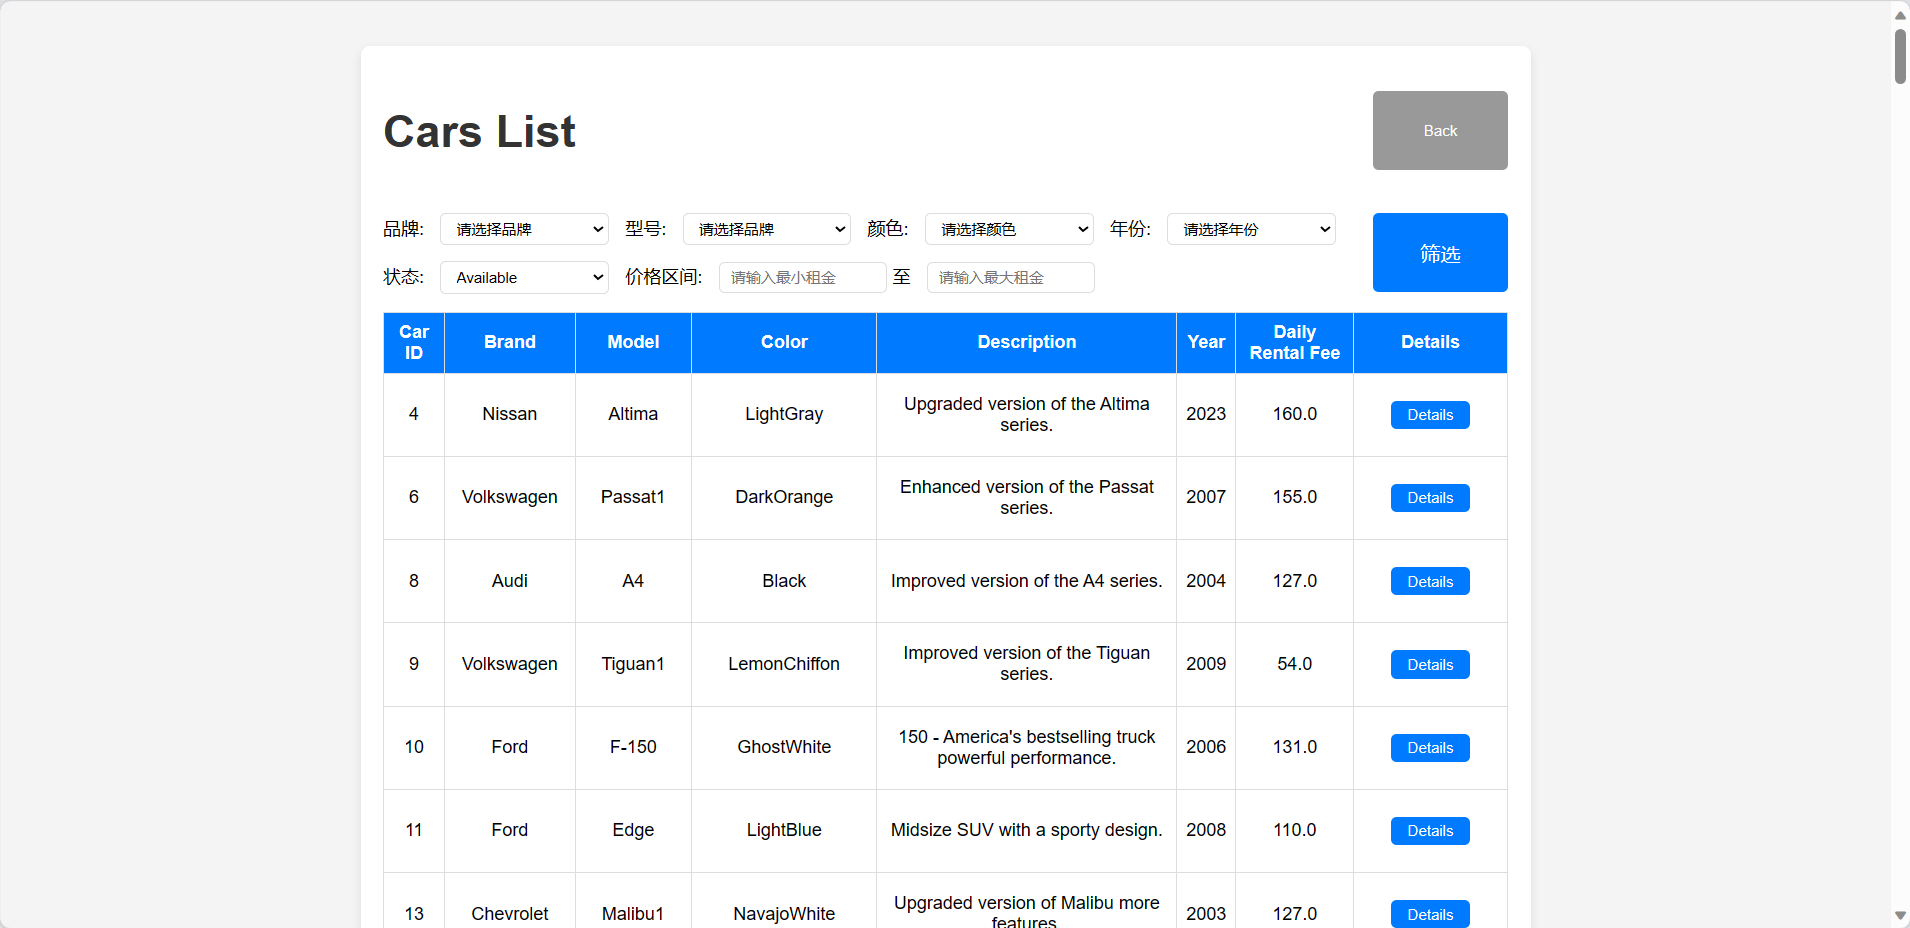 Cars List
Back
品牌: 请选择品牌 型号: 请选择品牌 颜色: 请选择颜色 年份: 请选择年份
筛选
状态: Available 价格区间: 请输入最小租金 至 请输入最大租金
Car ID Brand Model Color Description Year Daily Rental Fee Details
4 Nissan Altima LightGray Upgraded version of the Altima series. 2023 160.0 Details
6 Volkswagen Passat1 DarkOrange Enhanced version of the Passat series. 2007 155.0 Details
8 Audi A4 Black Improved version of the A4 series. 2004 127.0 Details
9 Volkswagen Tiguan1 LemonChiffon Improved version of the Tiguan series. 2009 54.0 Details
10 Ford F-150 GhostWhite 150 - America's bestselling truck powerful performance. 2006 131.0 Details
11 Ford Edge LightBlue Midsize SUV with a sporty design. 2008 110.0 Details
13 Chevrolet Malibu1 NavajoWhite Upgraded version of Malibu more features. 2003 127.0 Details